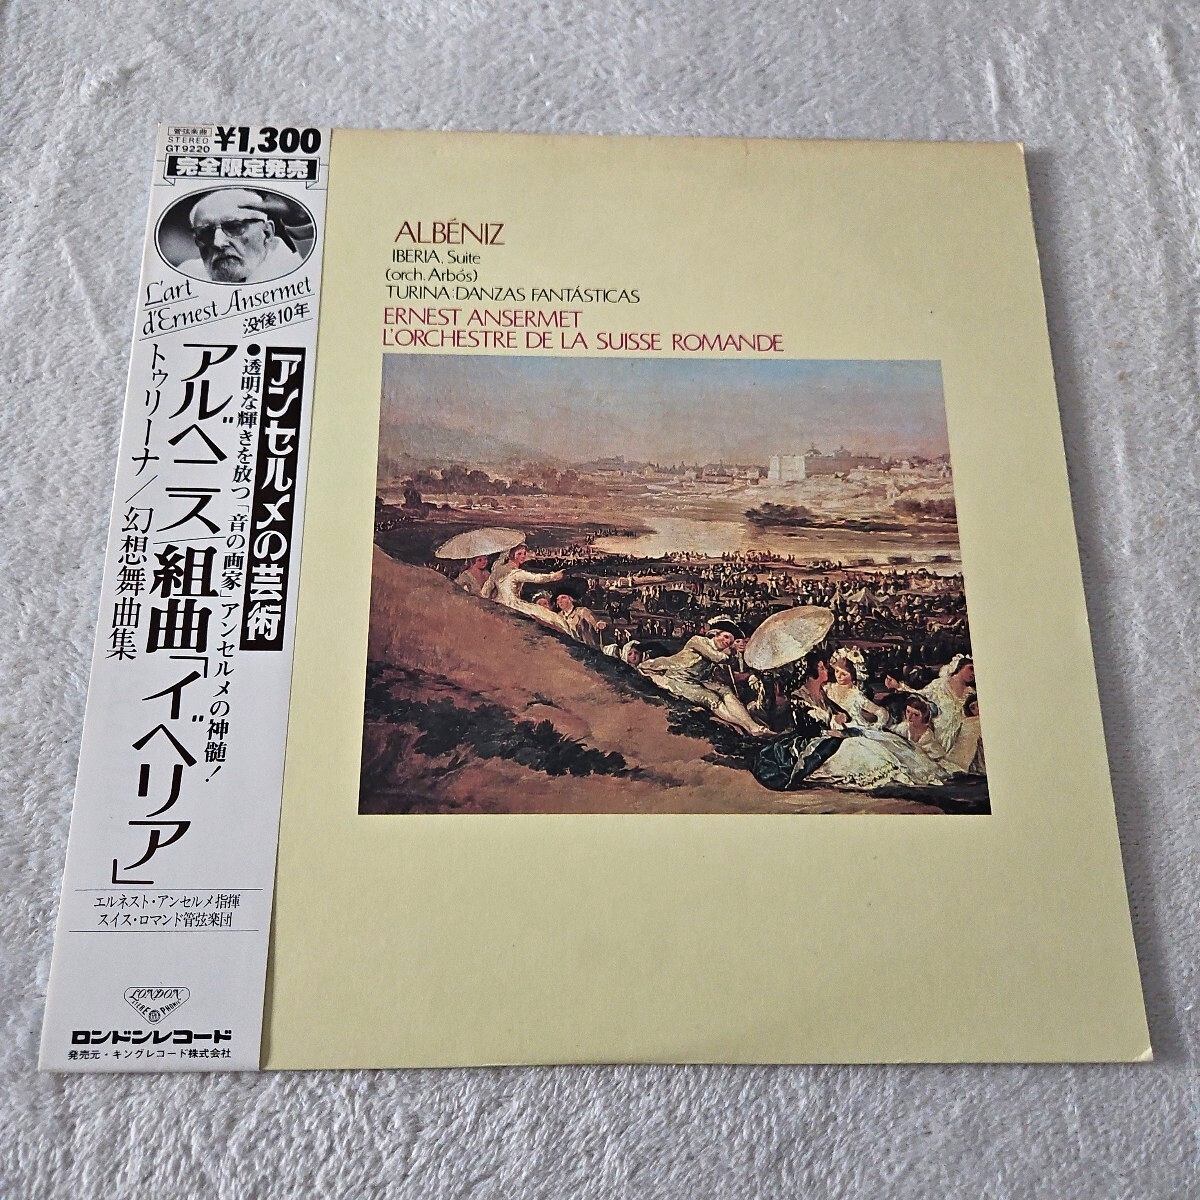 管弦楽曲
STEREO
GT9220
¥1,300
完全限定発売
L'art
d'Ernest Ansermet
没後10年
アンセルメの芸術
●透明な輝きを放つ「音の画家」アンセルメの神髄!
アルベニス/組曲「イベリア」
トゥリーナ/幻想舞曲集
エルネスト・アンセルメ指揮
スイス・ロマンド管弦楽団
LONDON
STEREOPHONIC
ロンドンレコード
発売元・キングレコード株式会社
ALBÉNIZ
IBERIA, Suite
(orch. Arbós)
TURINA:DANZAS FANTÁSTICAS
ERNEST ANSERMET
L'ORCHESTRE DE LA SUISSE ROMANDE